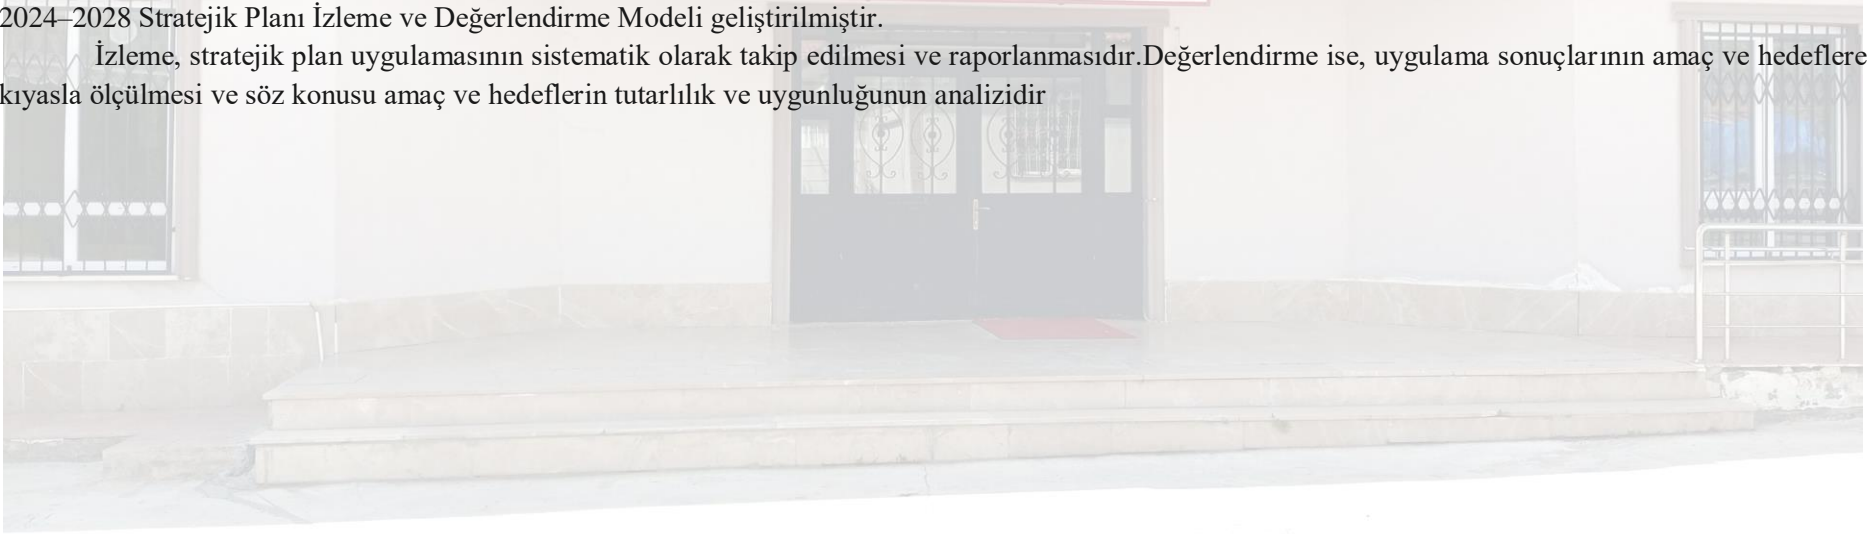 2024–2028 Stratejik Planı İzleme ve Değerlendirme Modeli geliştirilmiştir.
İzleme, stratejik plan uygulamasının sistematik olarak takip edilmesi ve raporlanmasıdır.Değerlendirme ise, uygulama sonuçlarının amaç ve hedeflere
kıyasla ölçülmesi ve söz konusu amaç ve hedeflerin tutarlılık ve uygunluğunun analizidir